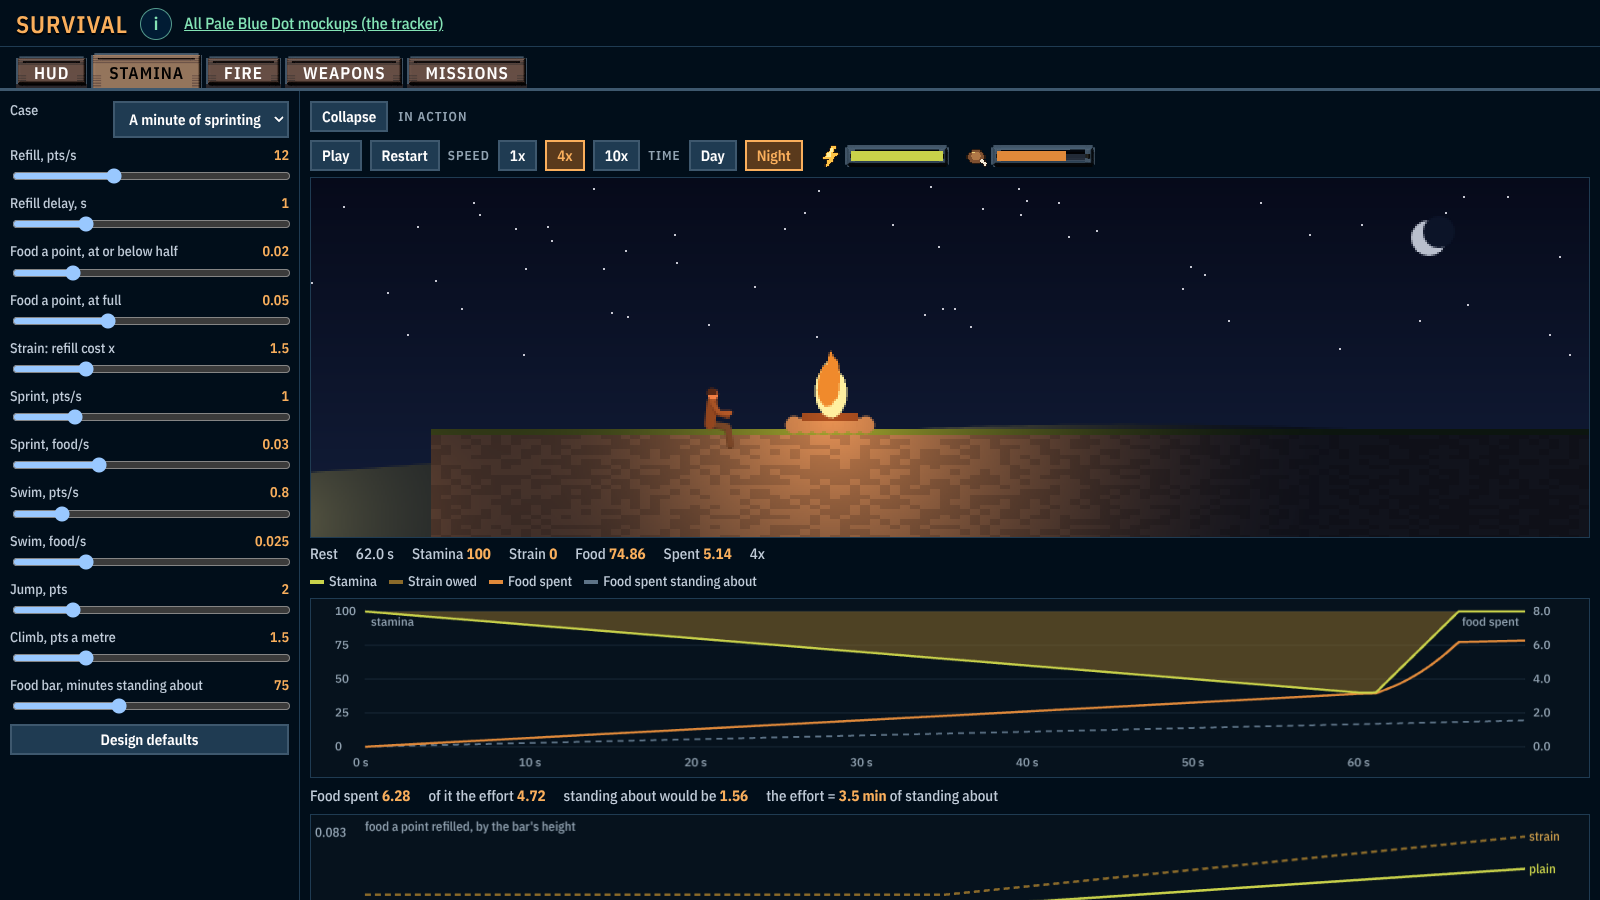 SURVIVAL i All Pale Blue Dot mockups (the tracker)
HUD STAMINA FIRE WEAPONS MISSIONS
Case A minute of sprinting
Refill, pts/s 12
Refill delay, s 1
Food a point, at or below half 0.02
Food a point, at full 0.05
Strain: refill cost x 1.5
Sprint, pts/s 1
Sprint, food/s 0.03
Swim, pts/s 0.8
Swim, food/s 0.025
Jump, pts 2
Climb, pts a metre 1.5
Food bar, minutes standing about 75
Design defaults
Collapse IN ACTION
Play Restart SPEED 1x 4x 10x TIME Day Night
Rest 62.0 s Stamina 100 Strain 0 Food 74.86 Spent 5.14 4x
Stamina Strain owed Food spent Food spent standing about
100 8.0
stamina food spent
75 6.0
50 4.0
25 2.0
0 0.0
0 s 10 s 20 s 30 s 40 s 50 s 60 s
Food spent 6.28 of it the effort 4.72 standing about would be 1.56 the effort = 3.5 min of standing about
0.083 food a point refilled, by the bar's height
strain
plain